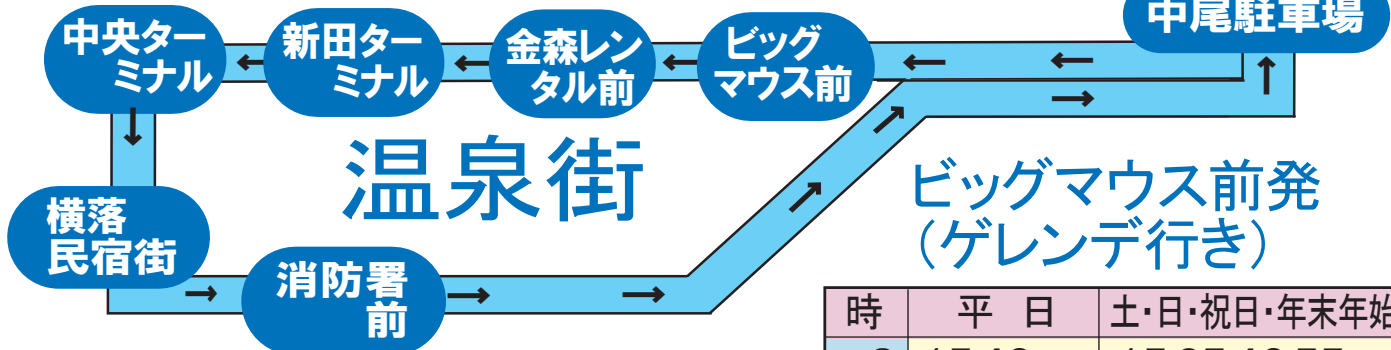 中央ター
ミナル
新田ター
ミナル
金森レン
タル前
ビッグ
マウス前
中尾駐車場
温泉街
横落
民宿街
消防署
前
ビッグマウス前発
(ゲレンデ行き)
時 平 日 土・日・祝日・年末年始